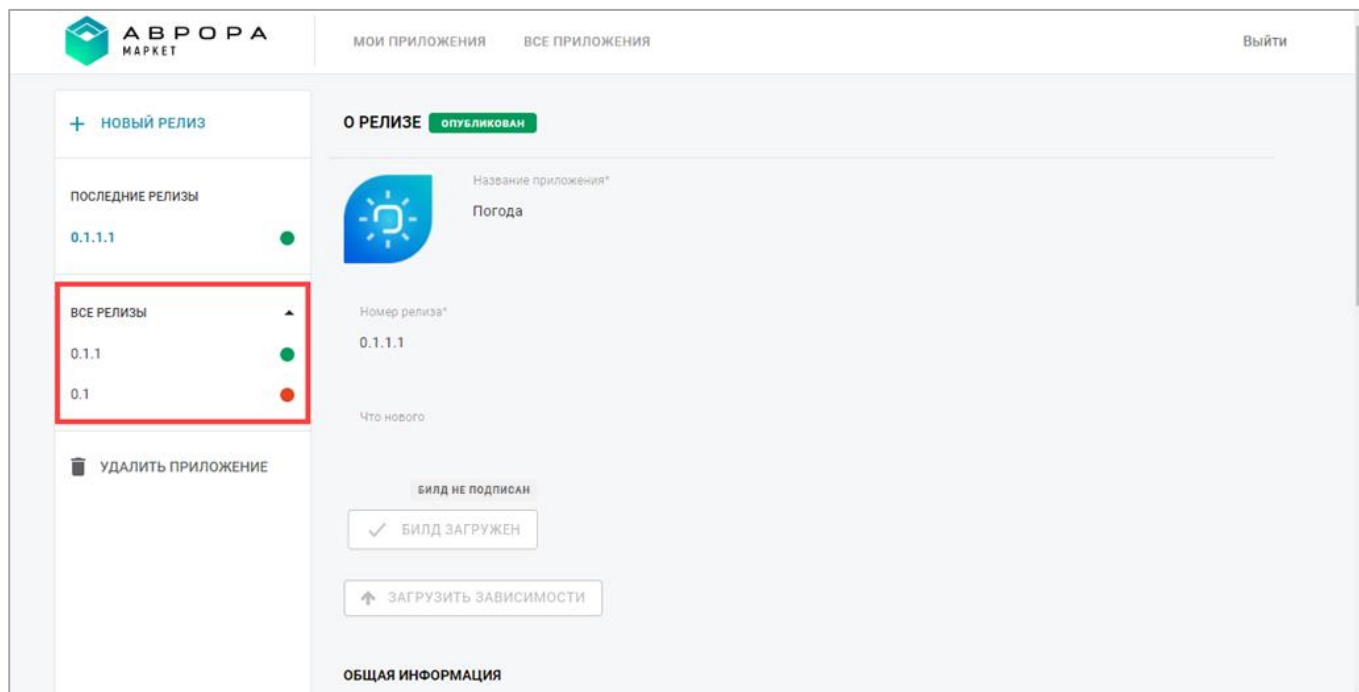 АВРОРА
МАРКЕТ
МОИ ПРИЛОЖЕНИЯ
ВСЕ ПРИЛОЖЕНИЯ
Выйти
+ НОВЫЙ РЕЛИЗ
ПОСЛЕДНИЕ РЕЛИЗЫ
0.1.1.1
ВСЕ РЕЛИЗЫ
0.1.1
0.1
УДАЛИТЬ ПРИЛОЖЕНИЕ
О РЕЛИЗЕ ОПУБЛИКОВАН
Название приложения*
Погода
Номер релиза*
0.1.1.1
Что нового
БИЛД НЕ ПОДПИСАН
БИЛД ЗАГРУЖЕН
ЗАГРУЗИТЬ ЗАВИСИМОСТИ
ОБЩАЯ ИНФОРМАЦИЯ